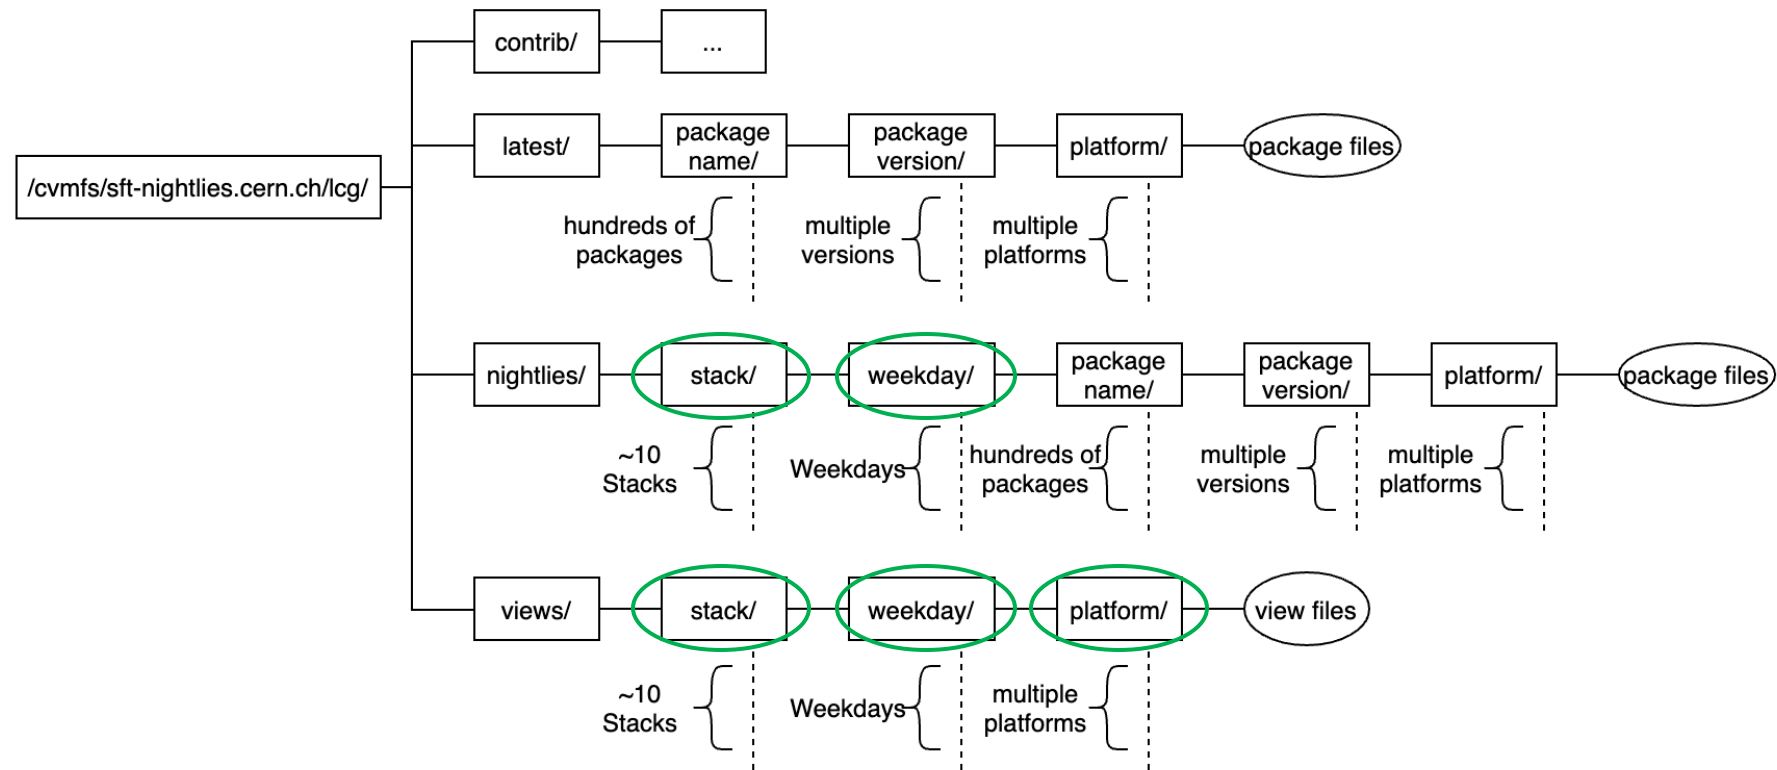 contrib/
...
latest/
package
name/
package
version/
platform/
package files
/cvmfs/sft-nightlies.cern.ch/lcg/
hundreds of
packages
multiple
versions
multiple
platforms
nightlies/
stack/
weekday/
package
name/
package
version/
platform/
package files
~10
Stacks
Weekdays
hundreds of
packages
multiple
versions
multiple
platforms
views/
stack/
weekday/
platform/
view files
~10
Stacks
Weekdays
multiple
platforms